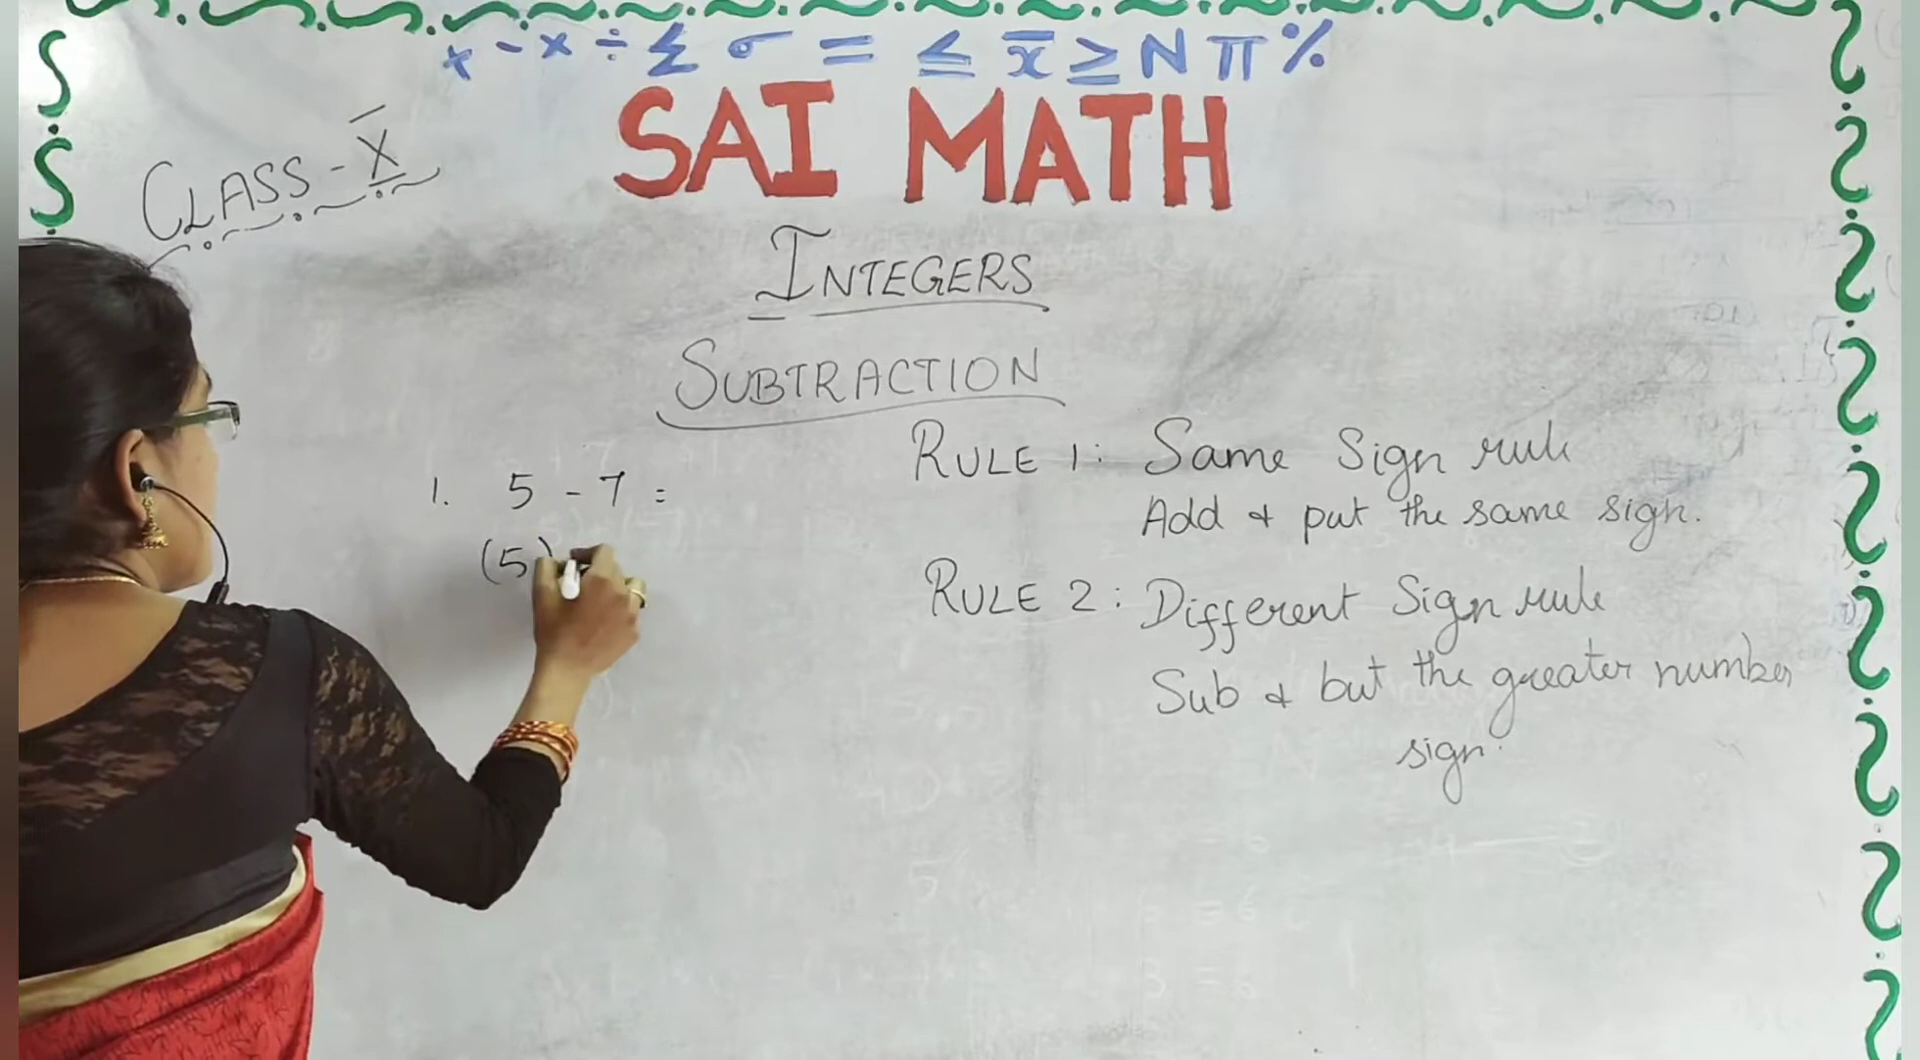 + - × ÷ Σ σ = ≤ x̄ ≥ N π %
SAI MATH
CLASS - X
INTEGERS
SUBTRACTION
RULE 1: Same Sign rule
Add & put the same sign.
1. 5 - 7 =
(5)
RULE 2: Different Sign rule
Sub & but the greater number
sign.